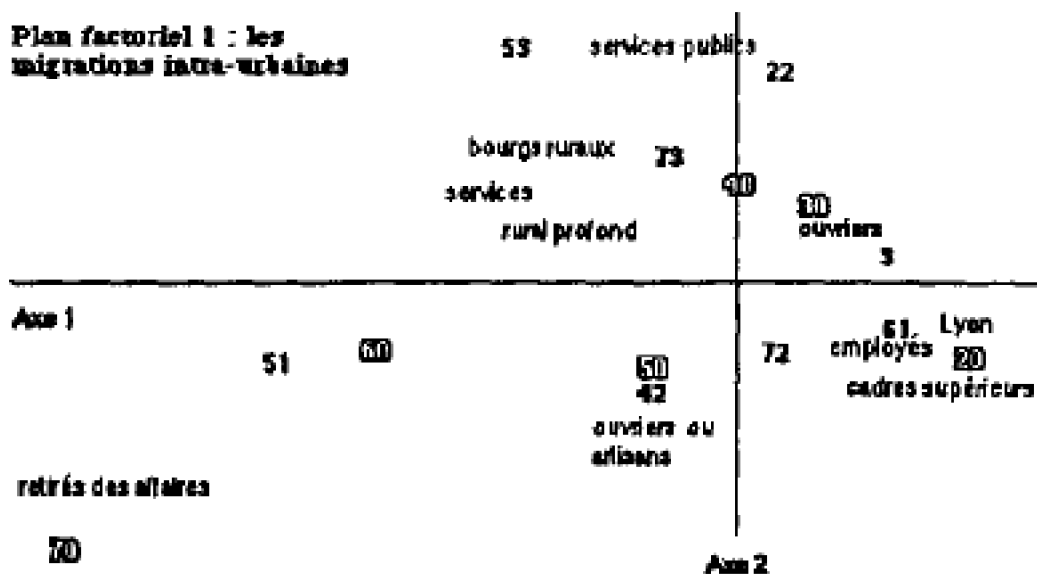 Plan factoriel 1 : les
migrations intra-urbaines
53
services publics
22
bourgs ruraux
73
40
services
30
rural profond
ouvriers
3
Axe 1
61
Lyon
51
60
50
72
employés
20
42
cadres supérieurs
ouvriers ou
artisans
retirés des affaires
70
Axe 2